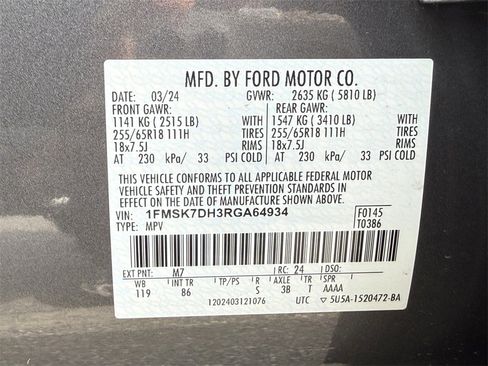 MFD. BY FORD MOTOR CO.
DATE: 03/24 GVWR: 2635 KG ( 5810 LB)
FRONT GAWR: REAR GAWR:
1141 KG ( 2515 LB) 1547 KG ( 3410 LB)
255/65R18 111H TIRES 255/65R18 111H TIRES
18x7.5J RIMS 18x7.5J RIMS
AT 230 kPa/ 33 PSI COLD AT 230 kPa/ 33 PSI COLD
THIS VEHICLE CONFORMS TO ALL APPLICABLE FEDERAL MOTOR
VEHICLE SAFETY AND THEFT PREVENTION STANDARDS IN
EFFECT ON THE DATE OF MANUFACTURE SHOWN ABOVE.
VIN: 1FMSK7DH3RGA64934 F0145
TYPE: MPV T0386
EXT PNT: M7 RC: 24
WB INT TR TP/PS R AXLE TR SPR
119 86 S 3B T AAAA
1202403121076 UTC 5U5A-1520472-BA